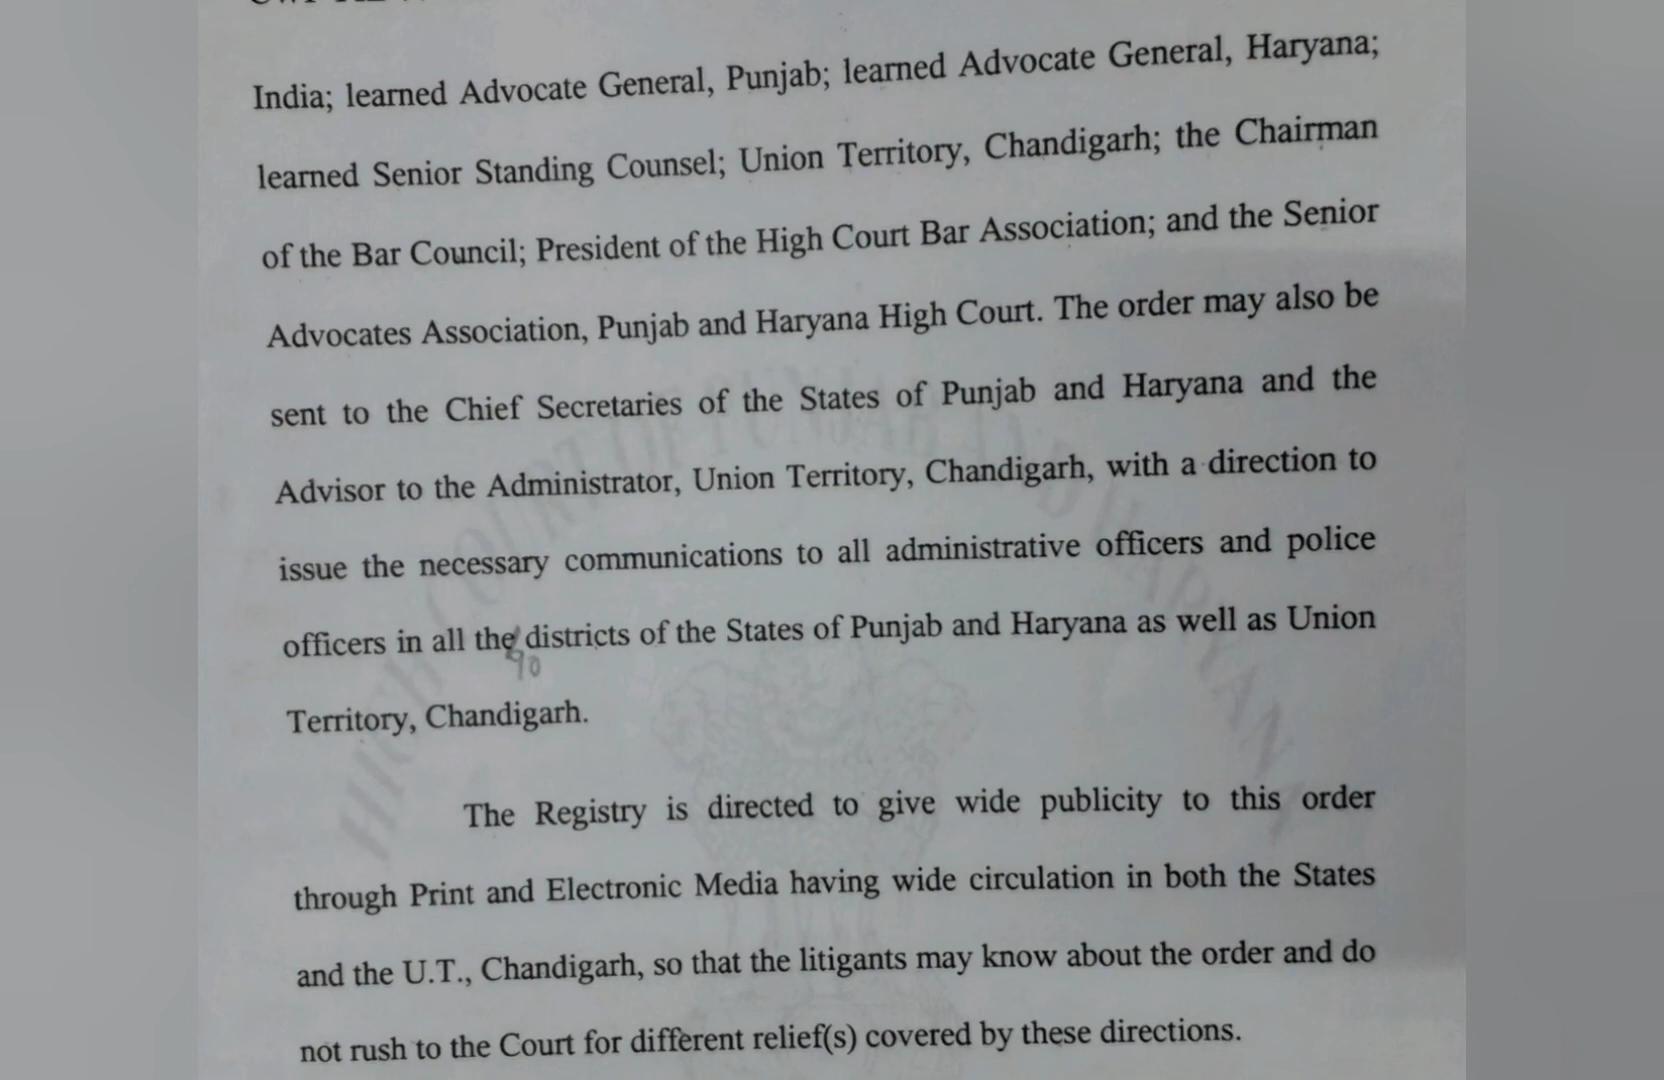 India; learned Advocate General, Punjab; learned Advocate General, Haryana;
learned Senior Standing Counsel; Union Territory, Chandigarh; the Chairman
of the Bar Council; President of the High Court Bar Association; and the Senior
Advocates Association, Punjab and Haryana High Court. The order may also be
sent to the Chief Secretaries of the States of Punjab and Haryana and the
Advisor to the Administrator, Union Territory, Chandigarh, with a direction to
issue the necessary communications to all administrative officers and police
officers in all the districts of the States of Punjab and Haryana as well as Union
Territory, Chandigarh.
The Registry is directed to give wide publicity to this order
through Print and Electronic Media having wide circulation in both the States
and the U.T., Chandigarh, so that the litigants may know about the order and do
not rush to the Court for different relief(s) covered by these directions.
HIGH COURT OF PUNJAB AND HARYANA